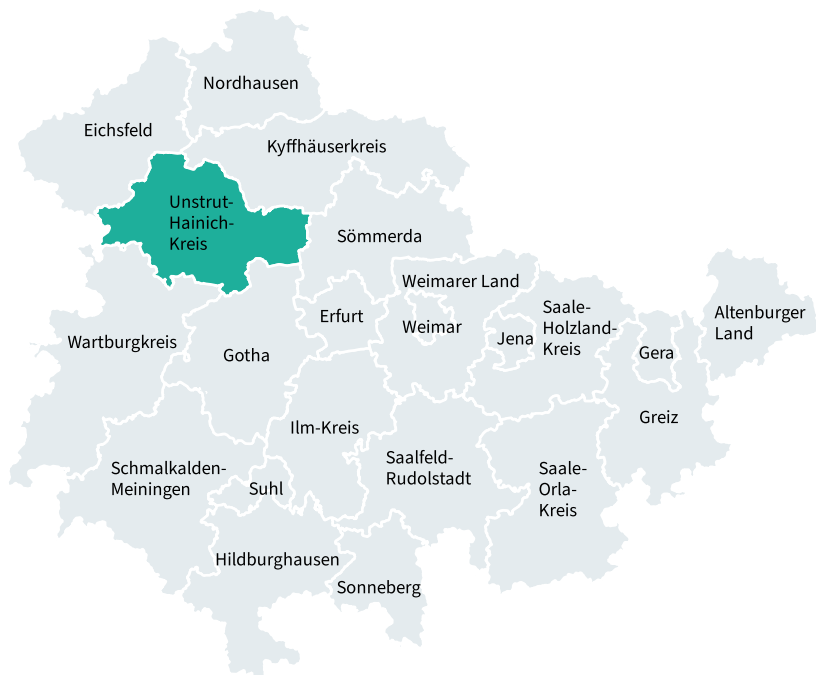 Nordhausen
Eichsfeld
Kyffhäuserkreis
Unstrut-
Hainich-
Kreis
Sömmerda
Weimarer Land
Saale-
Holzland-
Kreis
Altenburger
Land
Erfurt
Weimar
Jena
Wartburgkreis
Gotha
Gera
Greiz
Ilm-Kreis
Saalfeld-
Rudolstadt
Schmalkalden-
Meiningen
Suhl
Saale-
Orla-
Kreis
Hildburghausen
Sonneberg